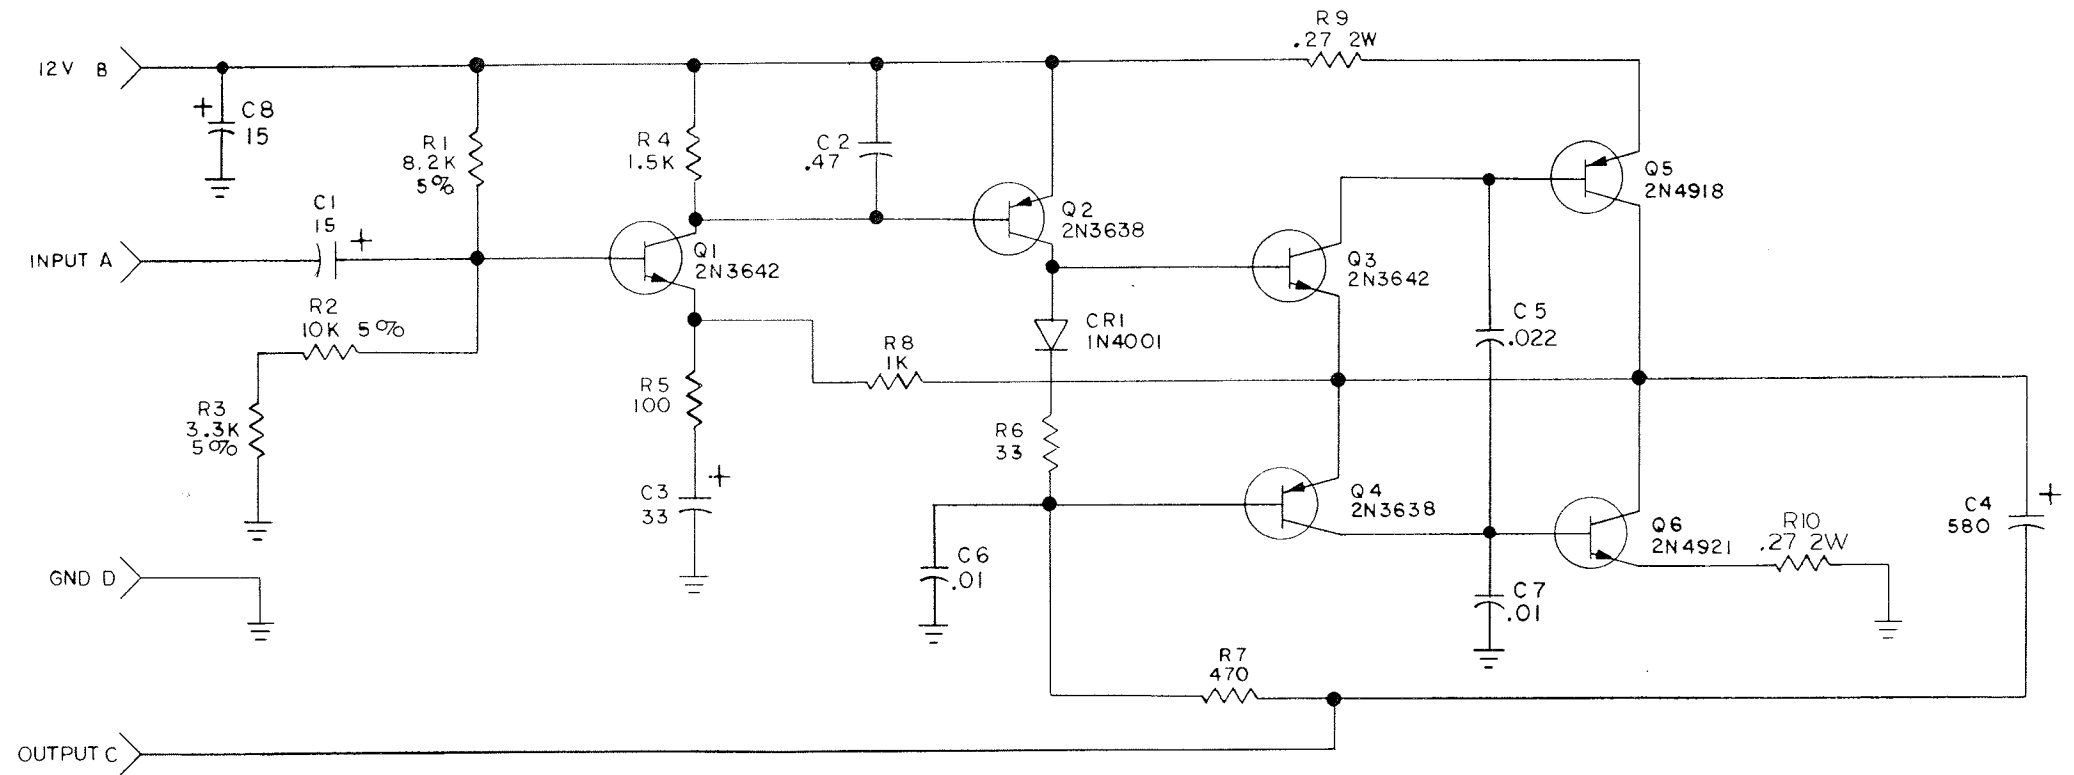 R9
.27 2W
12V B
+ C8
15
R1
8.2K
5%
R4
1.5K
C2
.47
Q5
2N4918
C1
15 +
Q2
2N3638
INPUT A
Q1
2N3642
Q3
2N3642
R2
10K 5%
CR1
1N4001
C5
.022
R8
1K
R5
100
R3
3.3K
5%
R6
33
+
C3
33
Q4
2N3638
Q6
2N4921
R10
.27 2W
C4 +
580
C6
.01
GND D
C7
.01
R7
470
OUTPUT C